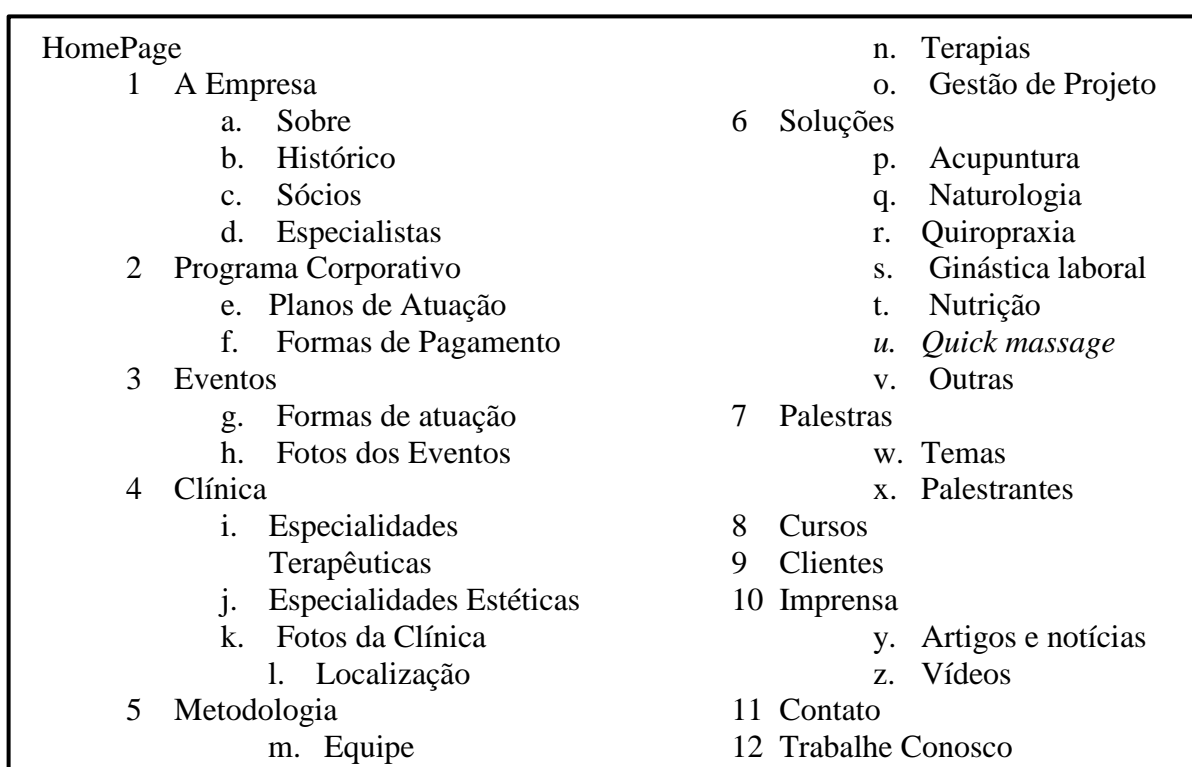 HomePage
1 A Empresa
a. Sobre
b. Histórico
c. Sócios
d. Especialistas
2 Programa Corporativo
e. Planos de Atuação
f. Formas de Pagamento
3 Eventos
g. Formas de atuação
h. Fotos dos Eventos
4 Clínica
i. Especialidades
Terapêuticas
j. Especialidades Estéticas
k. Fotos da Clínica
l. Localização
5 Metodologia
m. Equipe
n. Terapias
o. Gestão de Projeto
6 Soluções
p. Acupuntura
q. Naturologia
r. Quiropraxia
s. Ginástica laboral
t. Nutrição
u. Quick massage
v. Outras
7 Palestras
w. Temas
x. Palestrantes
8 Cursos
9 Clientes
10 Imprensa
y. Artigos e notícias
z. Vídeos
11 Contato
12 Trabalhe Conosco